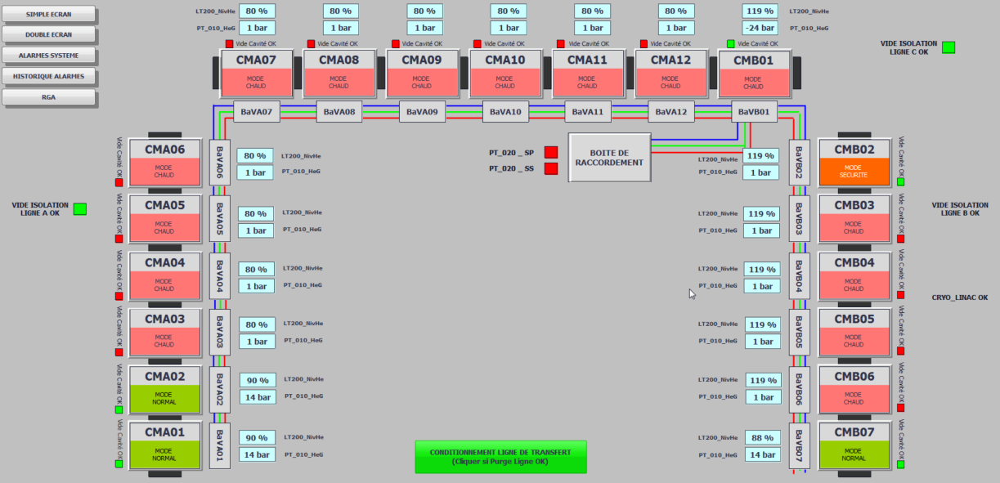 SIMPLE ECRAN
DOUBLE ECRAN
ALARMES SYSTEME
HISTORIQUE ALARMES
RGA
LT200_NivHe 80 % 80 % 80 % 80 % 80 % 80 % 119 % LT200_NivHe
PT_010_HeG 1 bar 1 bar 1 bar 1 bar 1 bar 1 bar -24 bar PT_010_HeG
Vide Cavité OK Vide Cavité OK Vide Cavité OK Vide Cavité OK Vide Cavité OK Vide Cavité OK Vide Cavité OK
VIDE ISOLATION
LIGNE C OK
CMA07 CMA08 CMA09 CMA10 CMA11 CMA12 CMB01
MODE MODE MODE MODE MODE MODE MODE
CHAUD CHAUD CHAUD CHAUD CHAUD CHAUD CHAUD
BaVA07 BaVA08 BaVA09 BaVA10 BaVA11 BaVA12 BaVB01
Vide Cavité OK
CMA06
MODE
CHAUD
BaVA06
80 % LT200_NivHe
1 bar PT_010_HeG
PT_020 _ SP
PT_020 _ SS
BOITE DE
RACCORDEMENT
LT200_NivHe 119 %
PT_010_HeG 1 bar
BaVB02
CMB02
MODE
SECURITE
Vide Cavité OK
VIDE ISOLATION
LIGNE A OK
Vide Cavité OK
CMA05
MODE
CHAUD
BaVA05
80 % LT200_NivHe
1 bar PT_010_HeG
LT200_NivHe 119 %
PT_010_HeG 1 bar
BaVB03
CMB03
MODE
CHAUD
Vide Cavité OK
VIDE ISOLATION
LIGNE B OK
Vide Cavité OK
CMA04
MODE
CHAUD
BaVA04
80 % LT200_NivHe
1 bar PT_010_HeG
LT200_NivHe 119 %
PT_010_HeG 1 bar
BaVB04
CMB04
MODE
CHAUD
Vide Cavité OK
CRYO_LINAC OK
Vide Cavité OK
CMA03
MODE
CHAUD
BaVA03
80 % LT200_NivHe
1 bar PT_010_HeG
LT200_NivHe 119 %
PT_010_HeG 1 bar
BaVB05
CMB05
MODE
CHAUD
Vide Cavité OK
Vide Cavité OK
CMA02
MODE
NORMAL
BaVA02
90 % LT200_NivHe
14 bar PT_010_HeG
LT200_NivHe 119 %
PT_010_HeG 1 bar
BaVB06
CMB06
MODE
CHAUD
Vide Cavité OK
Vide Cavité OK
CMA01
MODE
NORMAL
BaVA01
90 % LT200_NivHe
14 bar PT_010_HeG
CONDITIONNEMENT LIGNE DE TRANSFERT
(Cliquer si Purge Ligne OK)
LT200_NivHe 88 %
PT_010_HeG 14 bar
BaVB07
CMB07
MODE
NORMAL
Vide Cavité OK